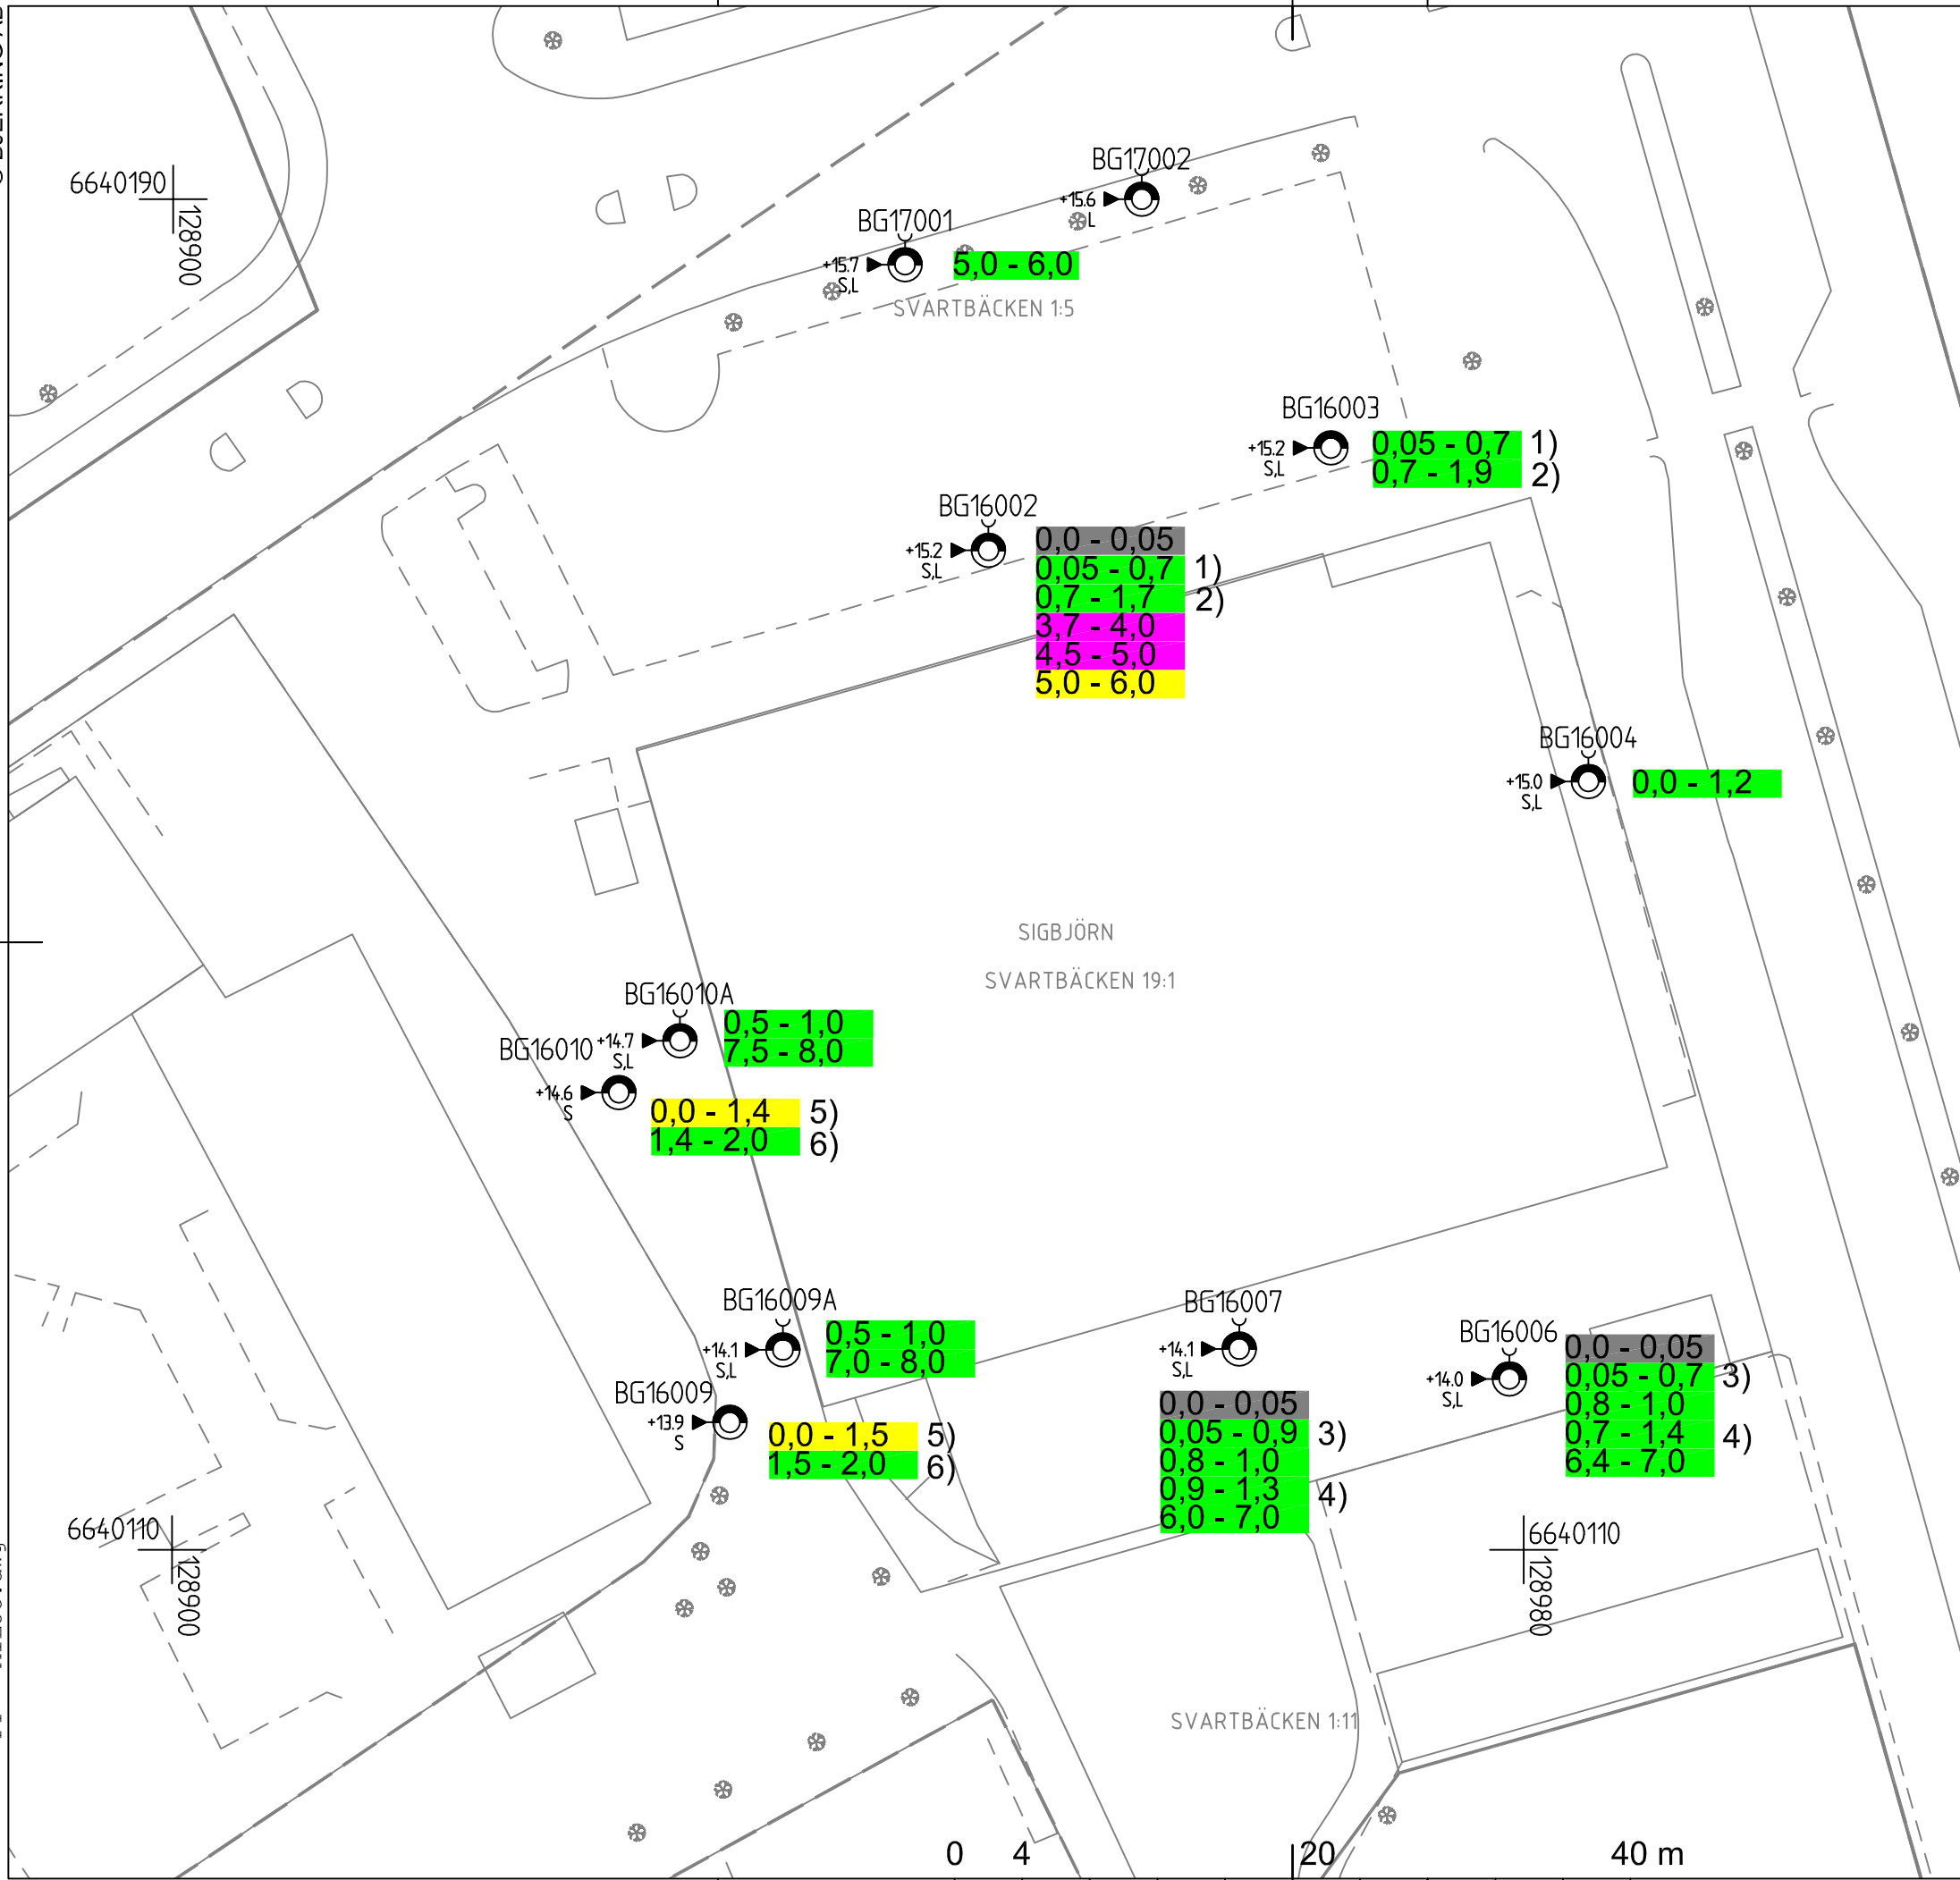 BG17002
6640190
+15.6
L
128900
BG17001
+15.7
S,L
5,0 - 6,0
SVARTBÄCKEN 1:5
BG16003
+15.2
S,L
0,05 - 0,7 1)
0,7 - 1,9 2)
BG16002
+15.2
S,L
0,0 - 0,05
0,05 - 0,7 1)
0,7 - 1,7 2)
3,7 - 4,0
4,5 - 5,0
5,0 - 6,0
BG16004
+15.0
S,L
0,0 - 1,2
SIGBJÖRN
SVARTBÄCKEN 19:1
BG16010A
+14.7
S,L
0,5 - 1,0
7,5 - 8,0
BG16010
+14.6
S
0,0 - 1,4 5)
1,4 - 2,0 6)
BG16009A
+14.1
S,L
0,5 - 1,0
7,0 - 8,0
BG16009
+13.9
S
0,0 - 1,5 5)
1,5 - 2,0 6)
BG16007
+14.1
S,L
0,0 - 0,05
0,05 - 0,9 3)
0,8 - 1,0
0,9 - 1,3 4)
6,0 - 7,0
BG16006
+14.0
S,L
0,0 - 0,05
0,05 - 0,7 3)
0,8 - 1,0
0,7 - 1,4 4)
6,4 - 7,0
6640110
128900
6640110
128980
SVARTBÄCKEN 1:11
0 4 20 40 m